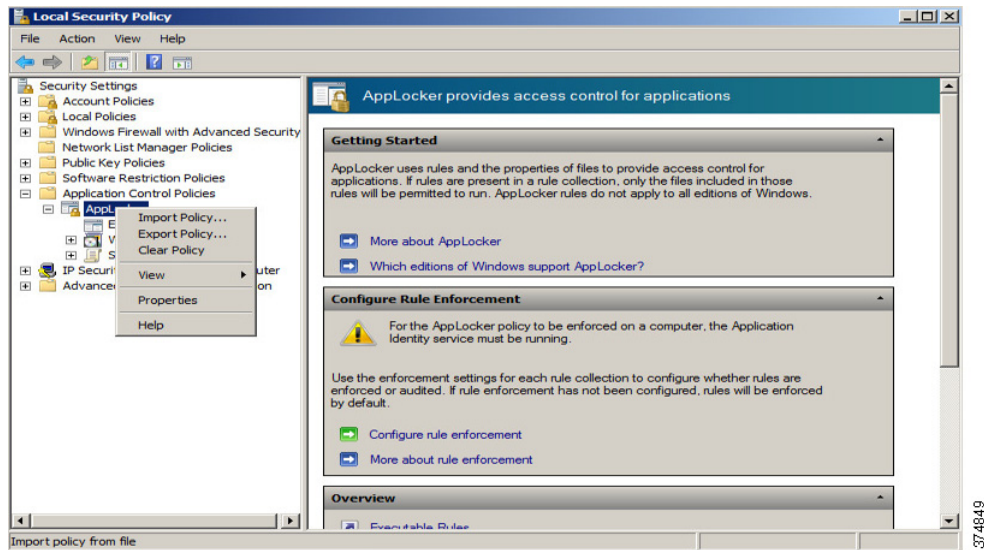 Local Security Policy
File Action View Help
Security Settings
Account Policies
Local Policies
Windows Firewall with Advanced Security
Network List Manager Policies
Public Key Policies
Software Restriction Policies
Application Control Policies
AppL
E
W
S
IP Securi
uter
Advance
on
Import Policy...
Export Policy...
Clear Policy
View
Properties
Help
AppLocker provides access control for applications
Getting Started
AppLocker uses rules and the properties of files to provide access control for
applications. If rules are present in a rule collection, only the files included in those
rules will be permitted to run. AppLocker rules do not apply to all editions of Windows.
More about AppLocker
Which editions of Windows support AppLocker?
Configure Rule Enforcement
For the AppLocker policy to be enforced on a computer, the Application
Identity service must be running.
Use the enforcement settings for each rule collection to configure whether rules are
enforced or audited. If rule enforcement has not been configured, rules will be enforced
by default.
Configure rule enforcement
More about rule enforcement
Overview
Executable Rules
Import policy from file
374849